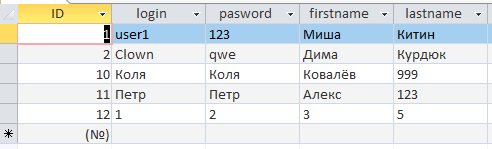 ID login pasword firstname lastname
1 user1 123 Миша Китин
2 Clown qwe Дима Курдюк
10 Коля Коля Ковалёв 999
11 Петр Петр Алекс 123
12 1 2 3 5
(№)